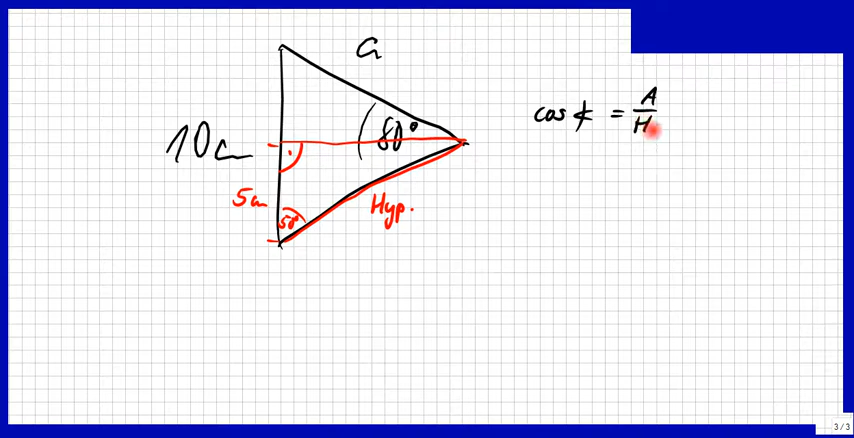 a
10cm
80°
cos ∢ = A/H
5cm
50°
Hyp.
3/3